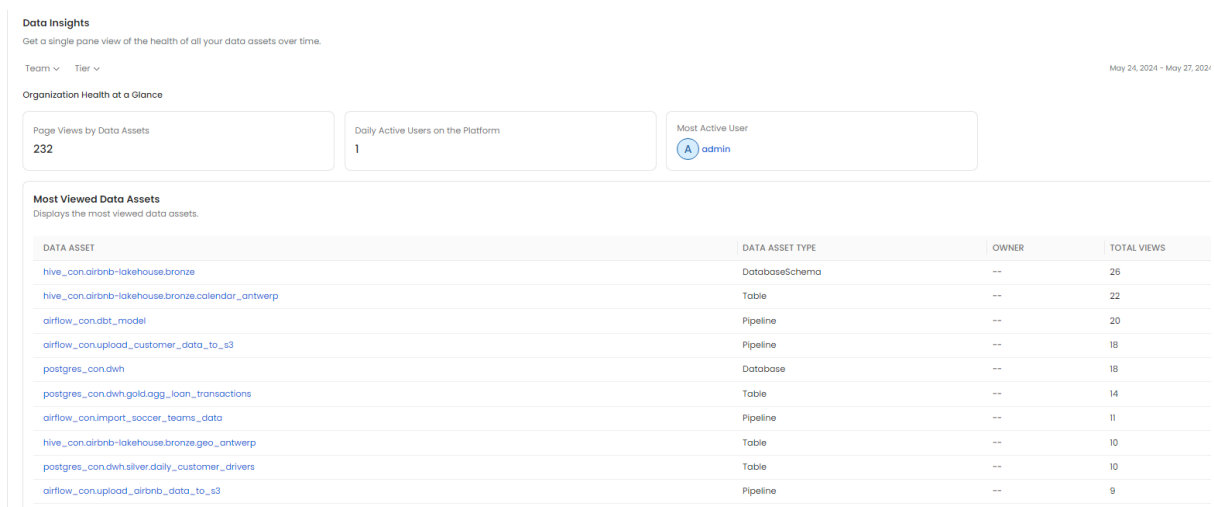 Data Insights
Get a single pane view of the health of all your data assets over time.
Team Tier May 24, 2024 - May 27, 2024
Organization Health at a Glance
Page Views by Data Assets Daily Active Users on the Platform Most Active User
232 1 A admin
Most Viewed Data Assets
Displays the most viewed data assets.
DATA ASSET DATA ASSET TYPE OWNER TOTAL VIEWS
hive_con.airbnb-lakehouse.bronze DatabaseSchema -- 26
hive_con.airbnb-lakehouse.bronze.calendar_antwerp Table -- 22
airflow_con.dbt_model Pipeline -- 20
airflow_con.upload_customer_data_to_s3 Pipeline -- 18
postgres_con.dwh Database -- 18
postgres_con.dwh.gold.agg_loan_transactions Table -- 14
airflow_con.import_soccer_teams_data Pipeline -- 11
hive_con.airbnb-lakehouse.bronze.geo_antwerp Table -- 10
postgres_con.dwh.silver.daily_customer_drivers Table -- 10
airflow_con.upload_airbnb_data_to_s3 Pipeline -- 9